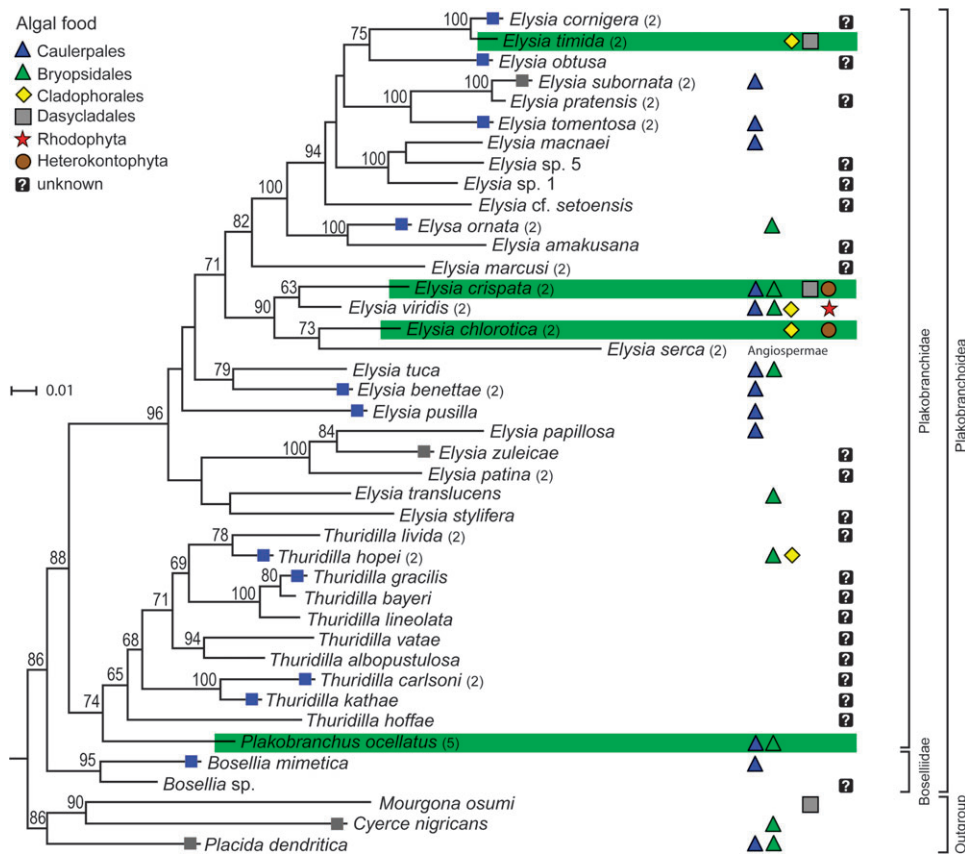 Algal food
Caulerpales
Bryopsidales
Cladophorales
Dasycladales
Rhodophyta
Heterokontophyta
? unknown
0.01
100 Elysia cornigera (2) ?
75 Elysia timida (2)
Elysia obtusa ?
100 Elysia subornata (2)
Elysia pratensis (2) ?
100 Elysia tomentosa (2)
Elysia macnaei
94 100 Elysia sp. 5 ?
Elysia sp. 1 ?
100 Elysia cf. setoensis ?
100 Elysa ornata (2)
82 Elysia amakusana ?
71 Elysia marcusi (2) ?
63 Elysia crispata (2)
90 Elysia viridis (2)
73 Elysia chlorotica (2)
Elysia serca (2) Angiospermae
79 Elysia tuca
Elysia benettae (2)
96 Elysia pusilla
84 Elysia papillosa
100 Elysia zuleicae ?
Elysia patina (2) ?
Elysia translucens
Elysia stylifera ?
88 78 Thuridilla livida (2) ?
69 Thuridilla hopei (2)
80 Thuridilla gracilis ?
71 100 Thuridilla bayeri ?
Thuridilla lineolata ?
68 94 Thuridilla vatae ?
Thuridilla albopustulosa ?
86 65 100 Thuridilla carlsoni (2) ?
Thuridilla kathae ?
74 Thuridilla hoffae ?
Plakobranchus ocellatus (5)
95 Bosellia mimetica
Bosellia sp. ?
90 Mourgona osumi
86 Cyerce nigricans
Placida dendritica
Plakobranchidae
Boselliidae
Plakobranchoidea
Outgroup